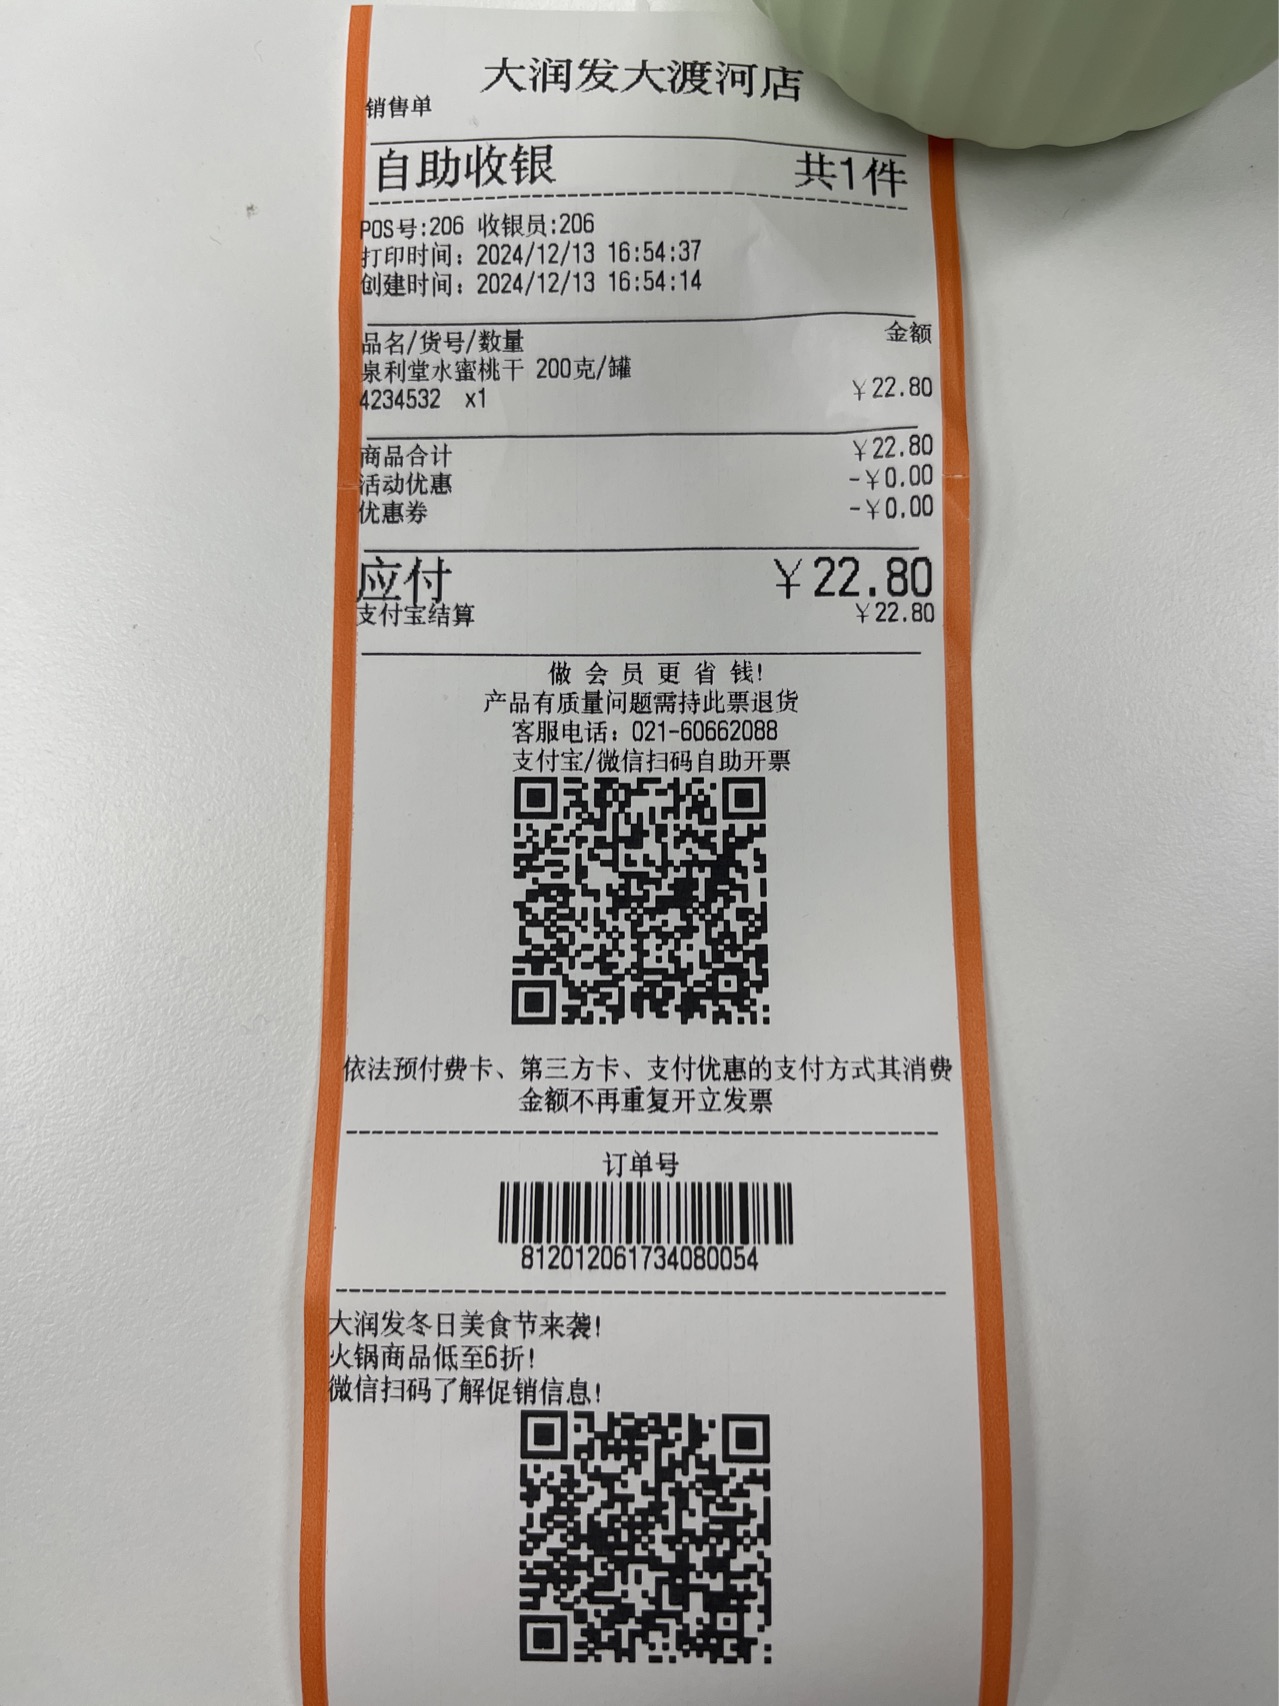 大润发大渡河店
销售单
自助收银 共1件
POS号:206 收银员:206
打印时间: 2024/12/13 16:54:37
创建时间: 2024/12/13 16:54:14
品名/货号/数量 金额
泉利堂水蜜桃干 200克/罐
4234532 x1 ￥22.80
商品合计 ￥22.80
活动优惠 -￥0.00
优惠券 -￥0.00
应付 ￥22.80
支付宝结算 ￥22.80
做会员更省钱!
产品有质量问题需持此票退货
客服电话: 021-60662088
支付宝/微信扫码自助开票
依法预付费卡、第三方卡、支付优惠的支付方式其消费
金额不再重复开立发票
订单号
812012061734080054
大润发冬日美食节来袭!
火锅商品低至6折!
微信扫码了解促销信息!